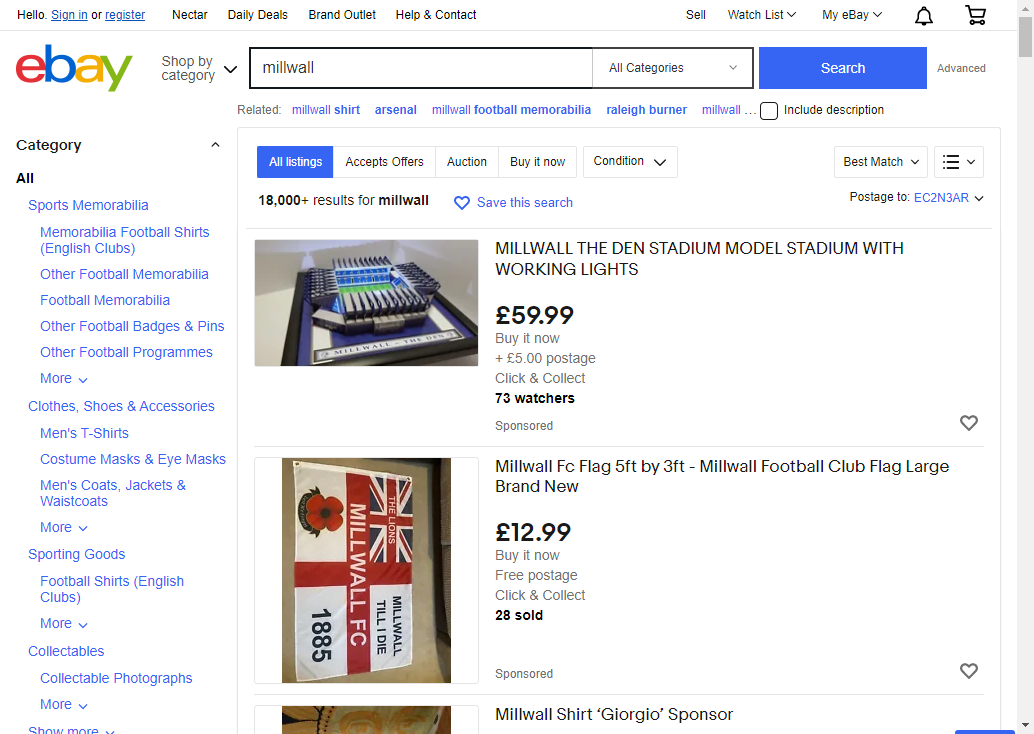 Hello. Sign in or register
Nectar
Daily Deals
Brand Outlet
Help & Contact
Sell
Watch List
My eBay
ebay
Shop by
category
millwall
All Categories
Search
Advanced
Related:
millwall shirt
arsenal
millwall football memorabilia
raleigh burner
millwall ...
Include description
Category
All
Sports Memorabilia
Memorabilia Football Shirts
(English Clubs)
Other Football Memorabilia
Football Memorabilia
Other Football Badges & Pins
Other Football Programmes
More
Clothes, Shoes & Accessories
Men's T-Shirts
Costume Masks & Eye Masks
Men's Coats, Jackets &
Waistcoats
More
Sporting Goods
Football Shirts (English
Clubs)
More
Collectables
Collectable Photographs
More
Show more
All listings
Accepts Offers
Auction
Buy it now
Condition
Best Match
18,000+ results for millwall
Save this search
Postage to: EC2N3AR
MILLWALL - THE DEN
MILLWALL THE DEN STADIUM MODEL STADIUM WITH
WORKING LIGHTS
£59.99
Buy it now
+ £5.00 postage
Click & Collect
73 watchers
Sponsored
THE LIONS
MILLWALL FC
MILLWALL
TILL I DIE
1885
Millwall Fc Flag 5ft by 3ft - Millwall Football Club Flag Large
Brand New
£12.99
Buy it now
Free postage
Click & Collect
28 sold
Sponsored
Millwall Shirt ‘Giorgio’ Sponsor